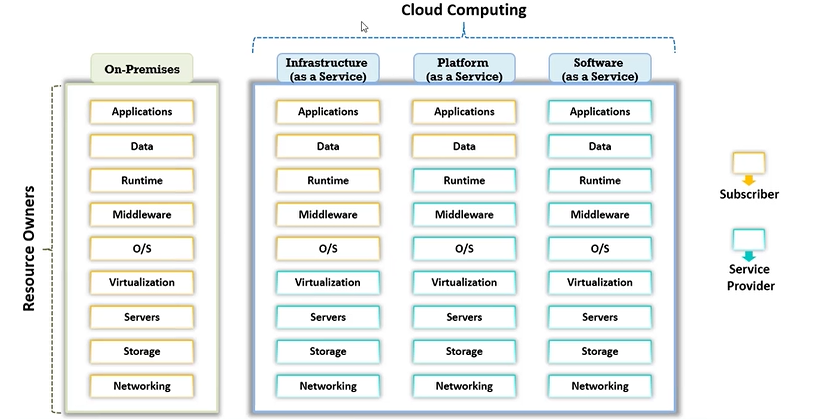 Cloud Computing
On-Premises
Infrastructure
(as a Service)
Platform
(as a Service)
Software
(as a Service)
Resource Owners
Applications
Data
Runtime
Middleware
O/S
Virtualization
Servers
Storage
Networking
Applications
Data
Runtime
Middleware
O/S
Virtualization
Servers
Storage
Networking
Applications
Data
Runtime
Middleware
O/S
Virtualization
Servers
Storage
Networking
Applications
Data
Runtime
Middleware
O/S
Virtualization
Servers
Storage
Networking
Subscriber
Service
Provider